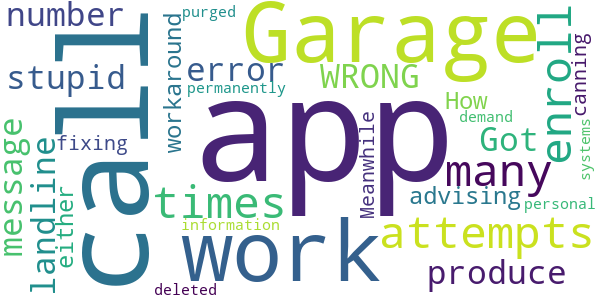 number
purged
Garage
call
enroll
canning
stupid
workaround
error
WRONG
permanently
app
How
demand
fixing
Got
systems
message
landline
either
Meanwhile
many
times
advising
personal
information
attempts
work
produce
deleted